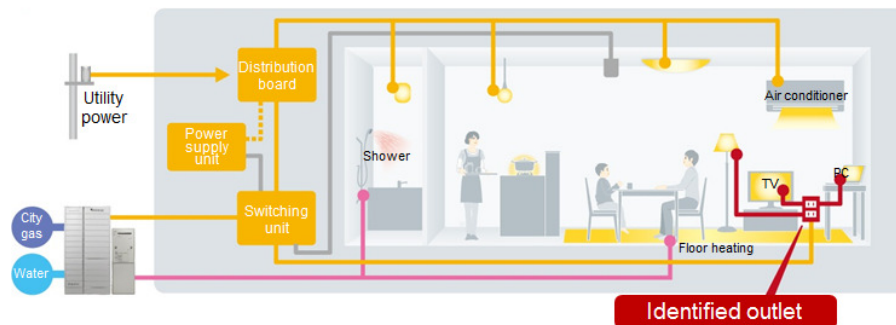 Utility
power
Distribution
board
Power
supply
unit
Switching
unit
City
gas
Water
Shower
Air conditioner
TV
PC
Floor heating
Identified outlet